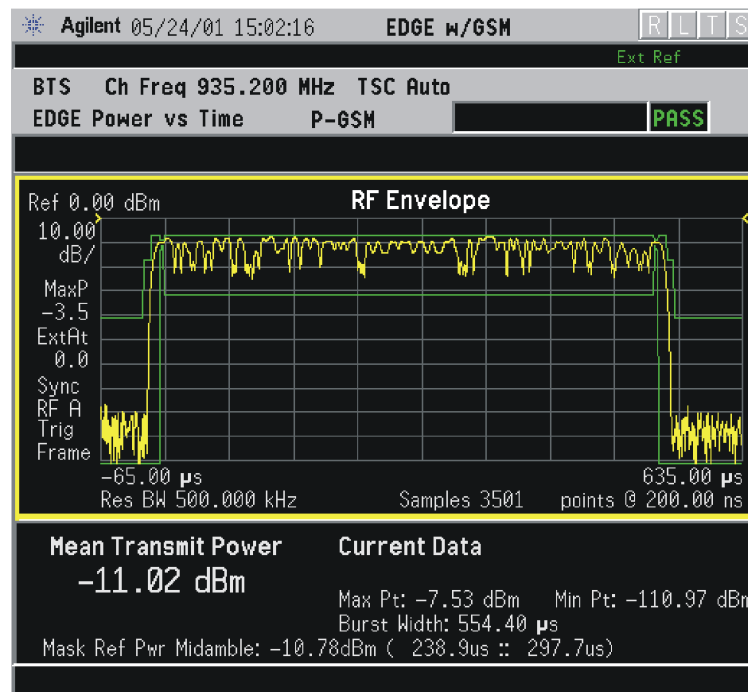 Agilent 05/24/01 15:02:16 EDGE w/GSM R L T S
Ext Ref
BTS Ch Freq 935.200 MHz TSC Auto
EDGE Power vs Time P-GSM PASS
Ref 0.00 dBm RF Envelope
10.00
dB/
MaxP
-3.5
ExtAt
0.0
Sync
RF A
Trig
Frame
-65.00 µs 635.00 µs
Res BW 500.000 kHz Samples 3501 points @ 200.00 ns
Mean Transmit Power Current Data
-11.02 dBm
Max Pt: -7.53 dBm Min Pt: -110.97 dBm
Burst Width: 554.40 µs
Mask Ref Pwr Midamble: -10.78dBm ( 238.9us :: 297.7us)